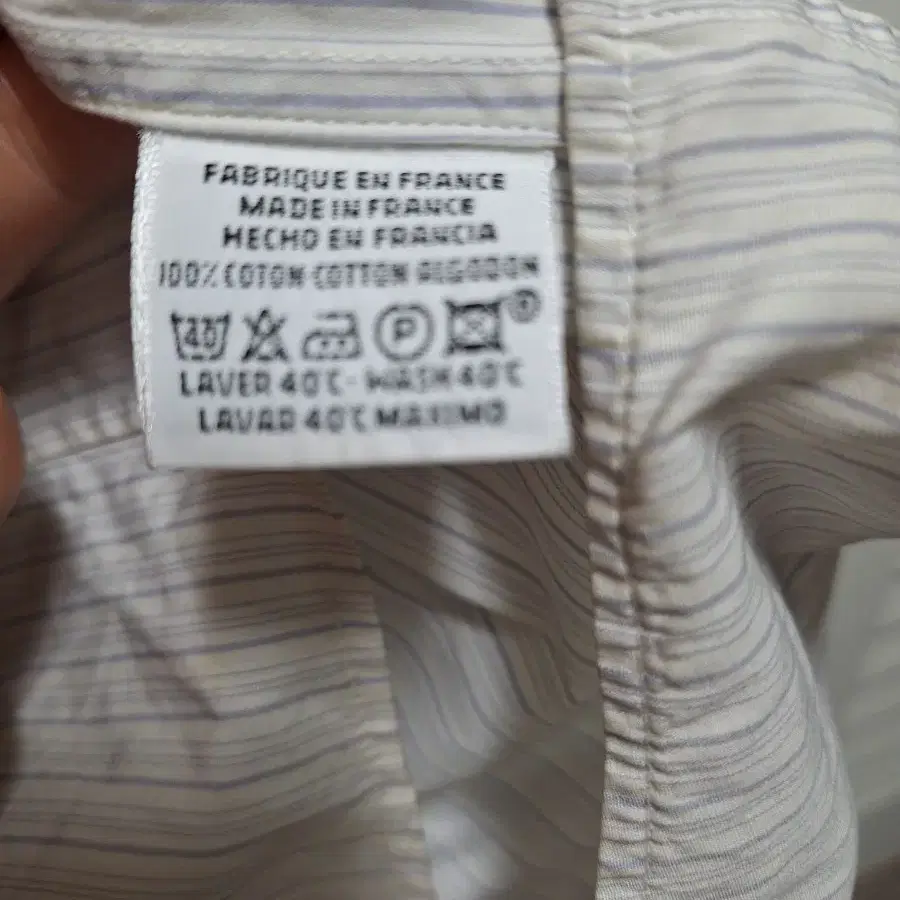 FABRIQUE EN FRANCE
MADE IN FRANCE
HECHO EN FRANCIA
100% COTON-COTTON ALGODON
40 P ®
LAVER 40°C - WASH 40°C
LAVAR 40°C MAXIMO